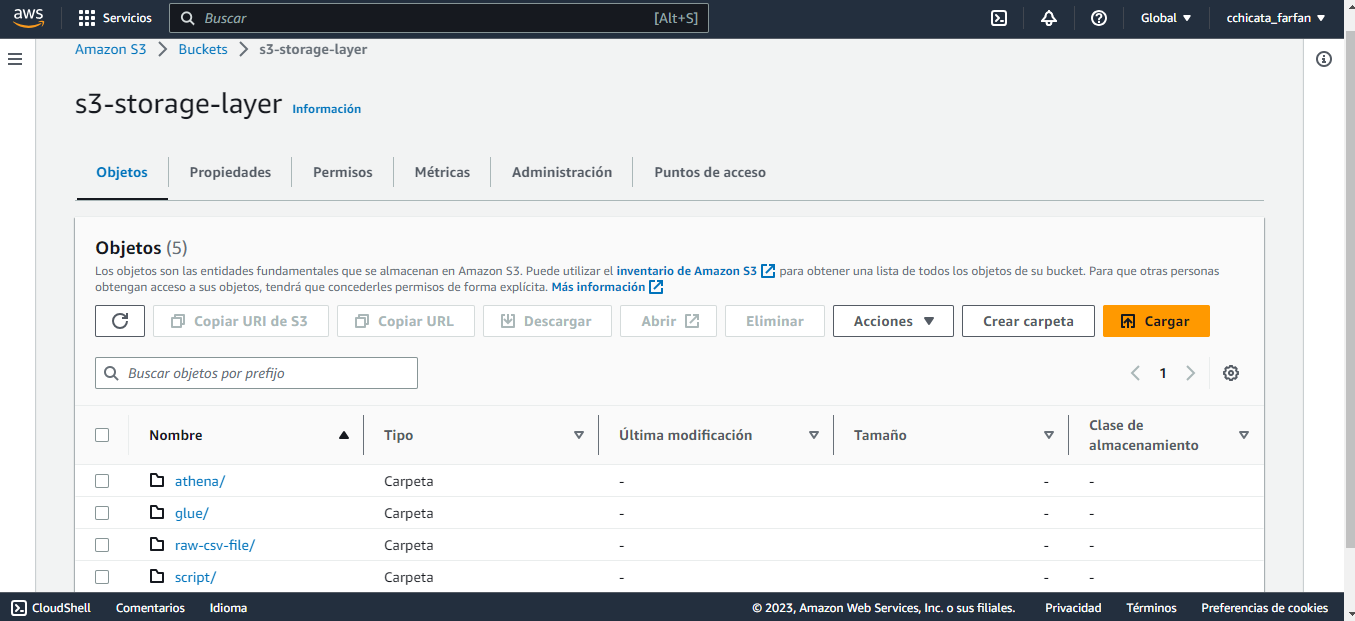 aws Servicios Buscar [Alt+S] Global cchicata_farfan
Amazon S3 Buckets s3-storage-layer
s3-storage-layer Información
Objetos Propiedades Permisos Métricas Administración Puntos de acceso
Objetos (5)
Los objetos son las entidades fundamentales que se almacenan en Amazon S3. Puede utilizar el inventario de Amazon S3 para obtener una lista de todos los objetos de su bucket. Para que otras personas
obtengan acceso a sus objetos, tendrá que concederles permisos de forma explícita. Más información
Copiar URI de S3 Copiar URL Descargar Abrir Eliminar Acciones Crear carpeta Cargar
Buscar objetos por prefijo 1
Nombre Tipo Última modificación Tamaño Clase de
almacenamiento
athena/ Carpeta - - -
glue/ Carpeta - - -
raw-csv-file/ Carpeta - - -
script/ Carpeta - - -
CloudShell Comentarios Idioma © 2023, Amazon Web Services, Inc. o sus filiales. Privacidad Términos Preferencias de cookies